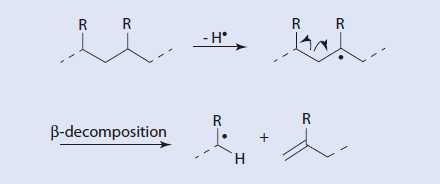 R R - H• R R
β-decomposition R • H + R